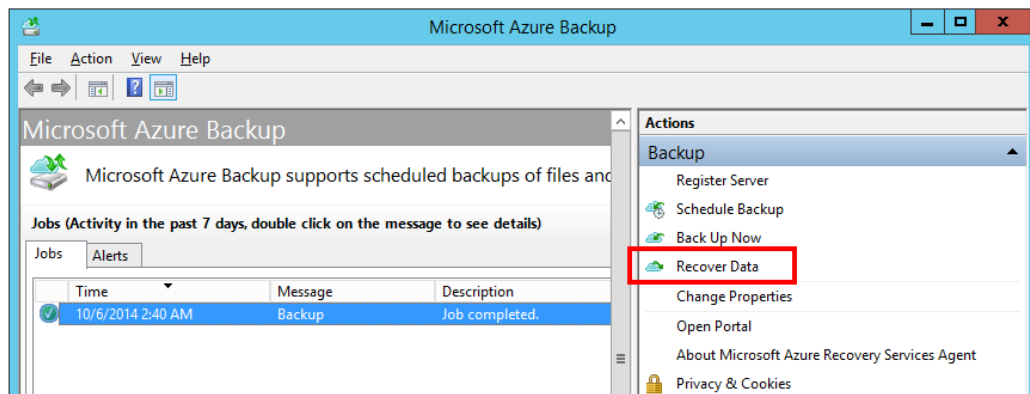 Microsoft Azure Backup
File Action View Help
Microsoft Azure Backup
Microsoft Azure Backup supports scheduled backups of files and
Jobs (Activity in the past 7 days, double click on the message to see details)
Jobs Alerts
Time Message Description
10/6/2014 2:40 AM Backup Job completed.
Actions
Backup
Register Server
Schedule Backup
Back Up Now
Recover Data
Change Properties
Open Portal
About Microsoft Azure Recovery Services Agent
Privacy & Cookies